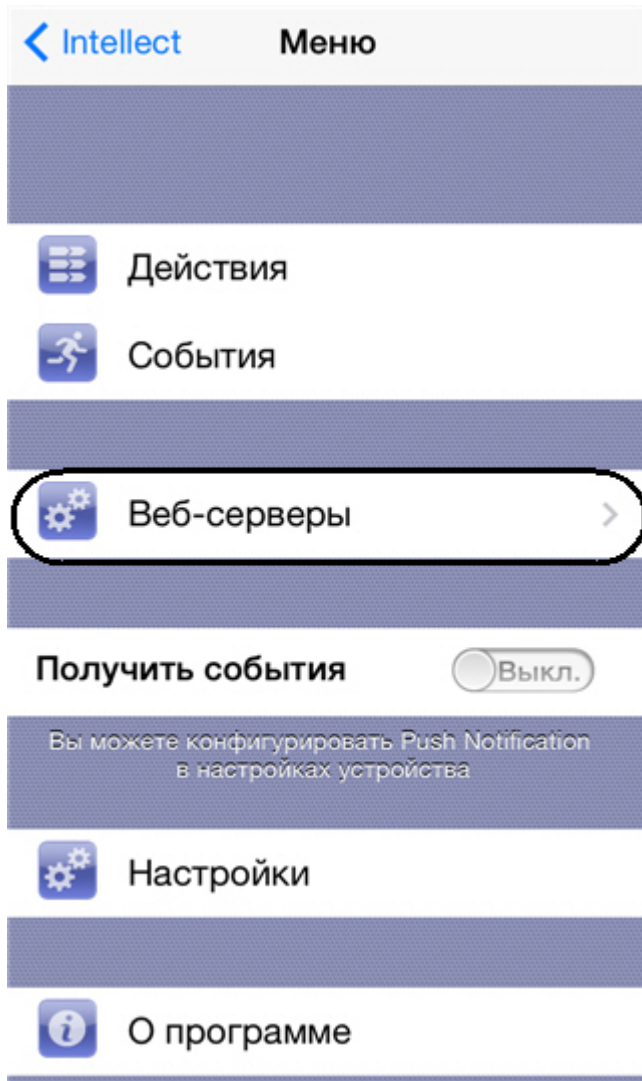 Intellect Меню
Действия
События
Веб-серверы
Получить события Выкл.
Вы можете конфигурировать Push Notification
в настройках устройства
Настройки
О программе